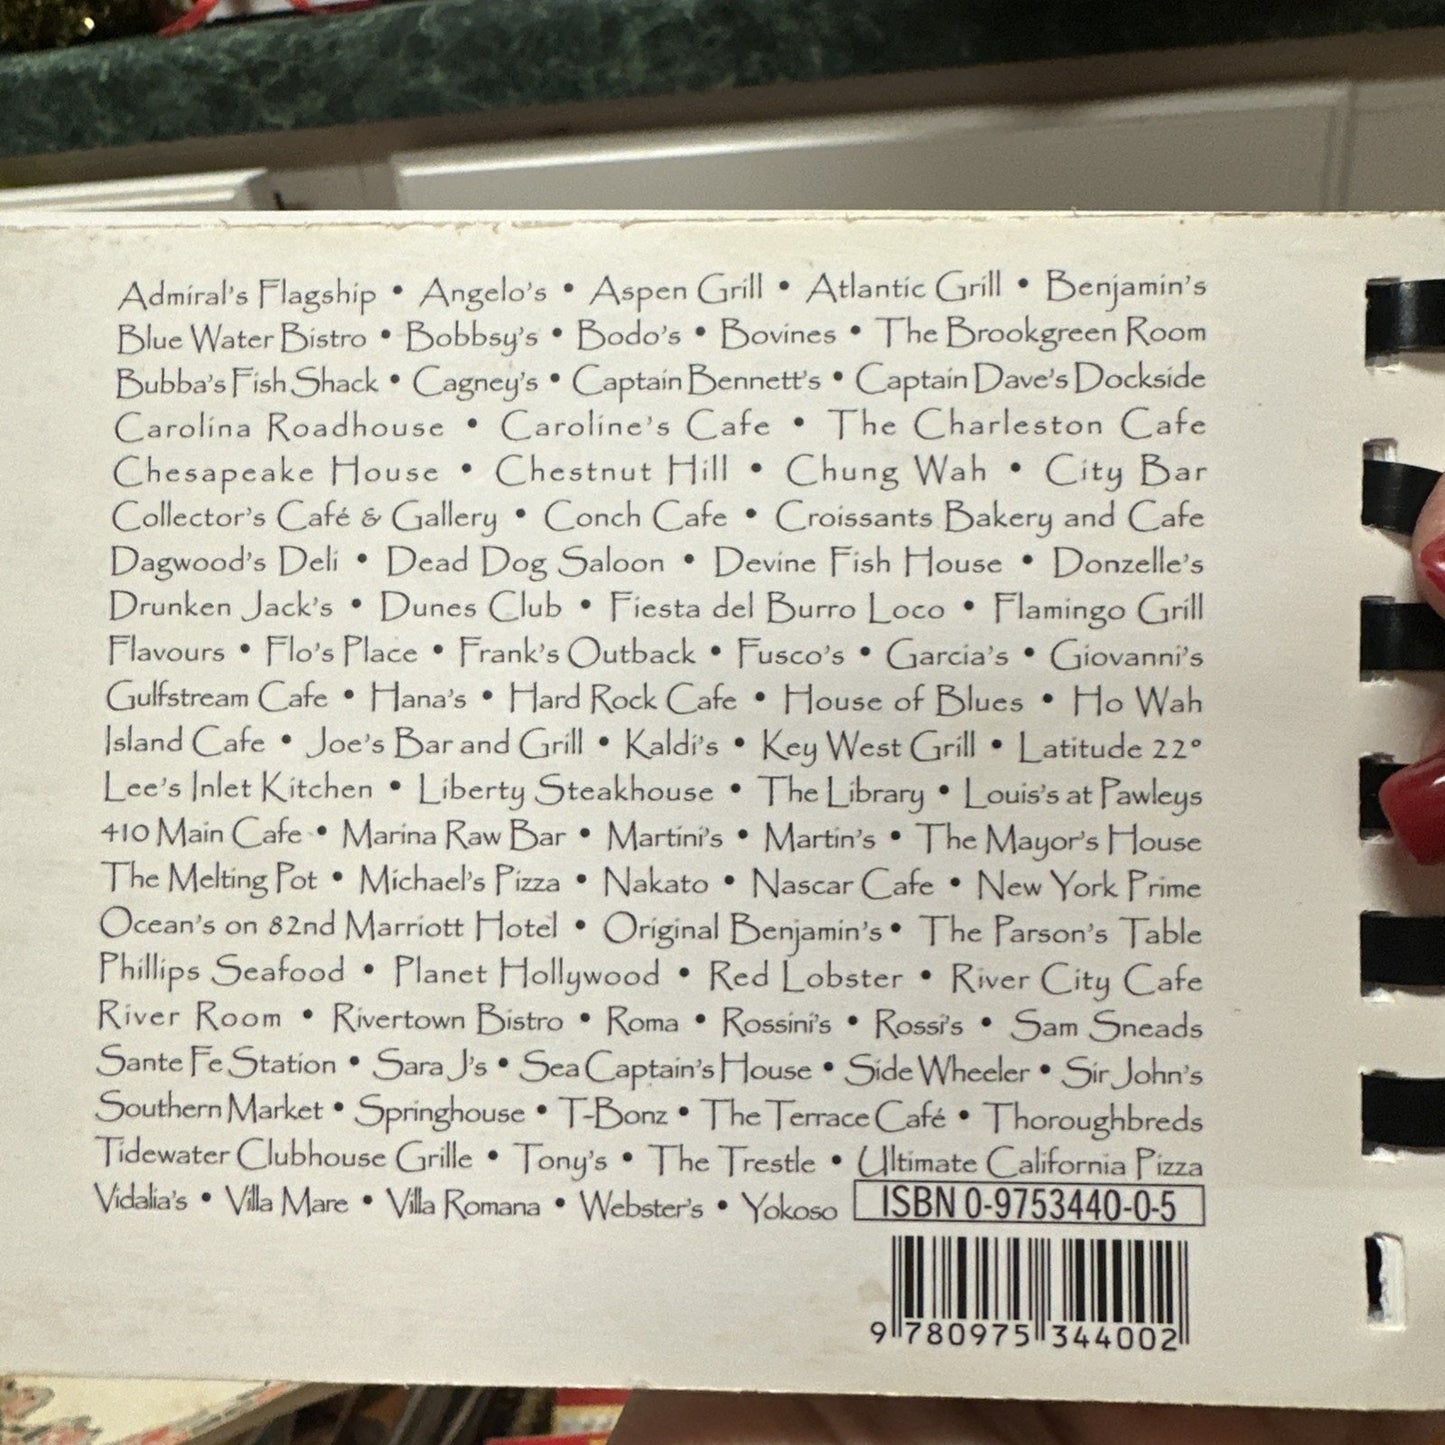 Admiral's Flagship • Angelo's • Aspen Grill • Atlantic Grill • Benjamin's
Blue Water Bistro • Bobbsy's • Bodo's • Bovines • The Brookgreen Room
Bubba's Fish Shack • Cagney's • Captain Bennett's • Captain Dave's Dockside
Carolina Roadhouse • Caroline's Cafe • The Charleston Cafe
Chesapeake House • Chestnut Hill • Chung Wah • City Bar
Collector's Café & Gallery • Conch Cafe • Croissants Bakery and Cafe
Dagwood's Deli • Dead Dog Saloon • Devine Fish House • Donzelle's
Drunken Jack's • Dunes Club • Fiesta del Burro Loco • Flamingo Grill
Flavours • Flo's Place • Frank's Outback • Fusco's • Garcia's • Giovanni's
Gulfstream Cafe • Hana's • Hard Rock Cafe • House of Blues • Ho Wah
Island Cafe • Joe's Bar and Grill • Kaldi's • Key West Grill • Latitude 22°
Lee's Inlet Kitchen • Liberty Steakhouse • The Library • Louis's at Pawleys
410 Main Cafe • Marina Raw Bar • Martini's • Martin's • The Mayor's House
The Melting Pot • Michael's Pizza • Nakato • Nascar Cafe • New York Prime
Ocean's on 82nd Marriott Hotel • Original Benjamin's • The Parson's Table
Phillips Seafood • Planet Hollywood • Red Lobster • River City Cafe
River Room • Rivertown Bistro • Roma • Rossini's • Rossi's • Sam Sneads
Sante Fe Station • Sara J's • Sea Captain's House • Side Wheeler • Sir John's
Southern Market • Springhouse • T-Bonz • The Terrace Café • Thoroughbreds
Tidewater Clubhouse Grille • Tony's • The Trestle • Ultimate California Pizza
Vidalia's • Villa Mare • Villa Romana • Webster's • Yokoso ISBN 0-9753440-0-5
9 780975 344002